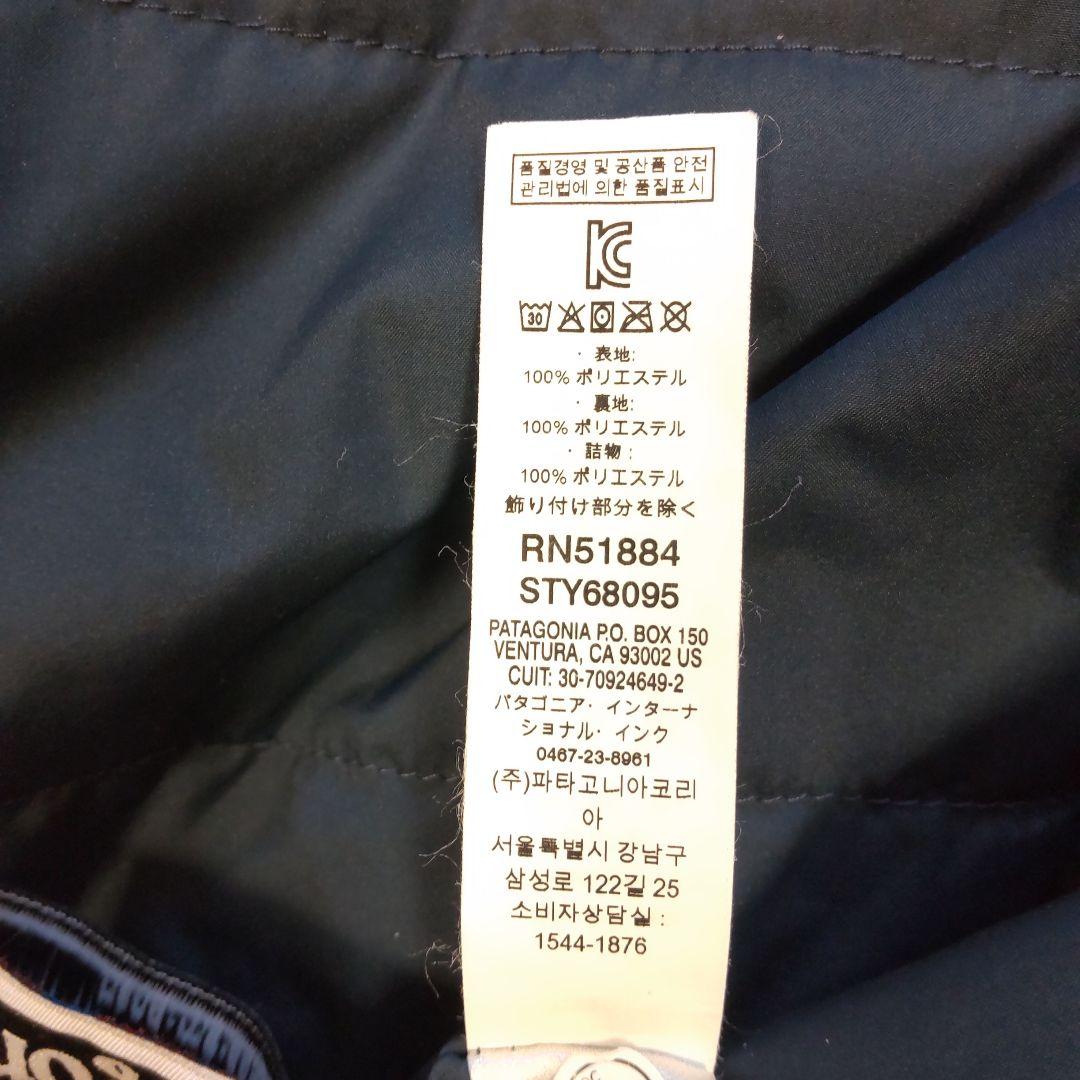 품질경영 및 공산품 안전
관리법에 의한 품질표시
KC
30
· 表地:
100% ポリエステル
· 裏地:
100% ポリエステル
· 詰物 :
100% ポリエステル
飾り付け部分を除く
RN51884
STY68095
PATAGONIA P.O. BOX 150
VENTURA, CA 93002 US
CUIT: 30-70924649-2
パタゴニア· インターナ
ショナル· インク
0467-23-8961
(주)파타고니아코리
아
서울특별시 강남구
삼성로 122길 25
소비자상담실 :
1544-1876